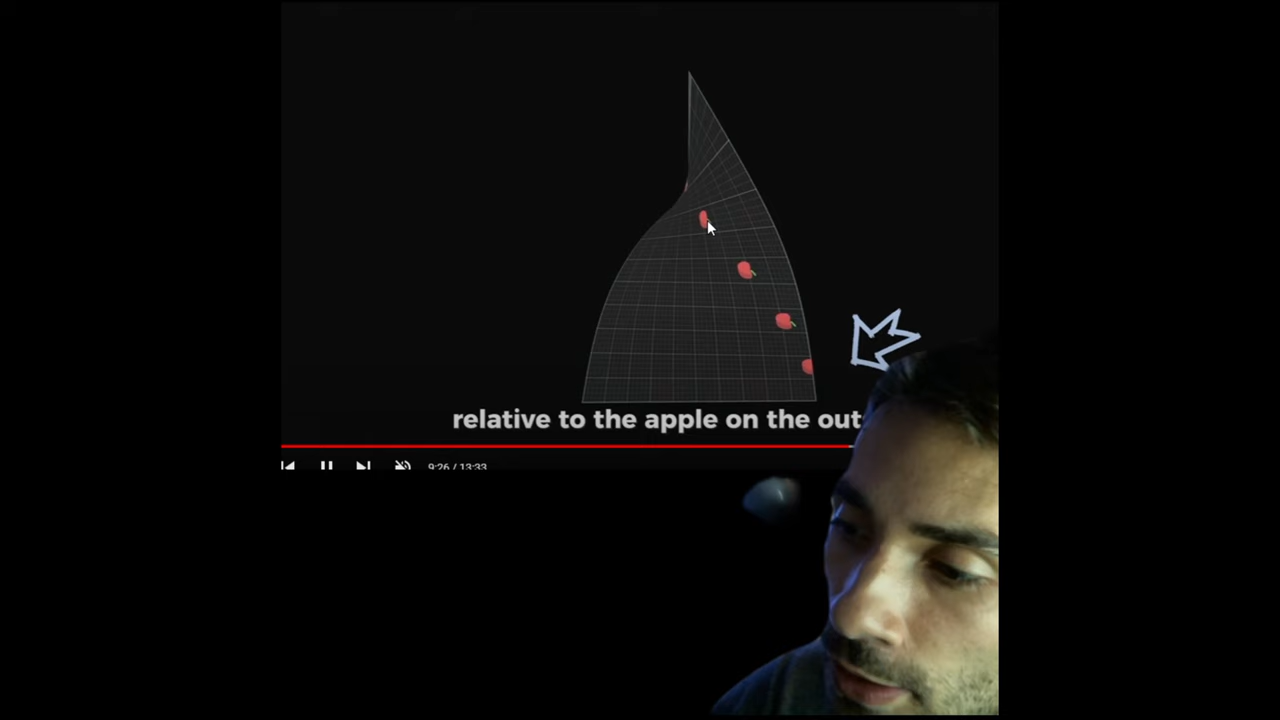 relative to the apple on the out
9:26 / 13:33